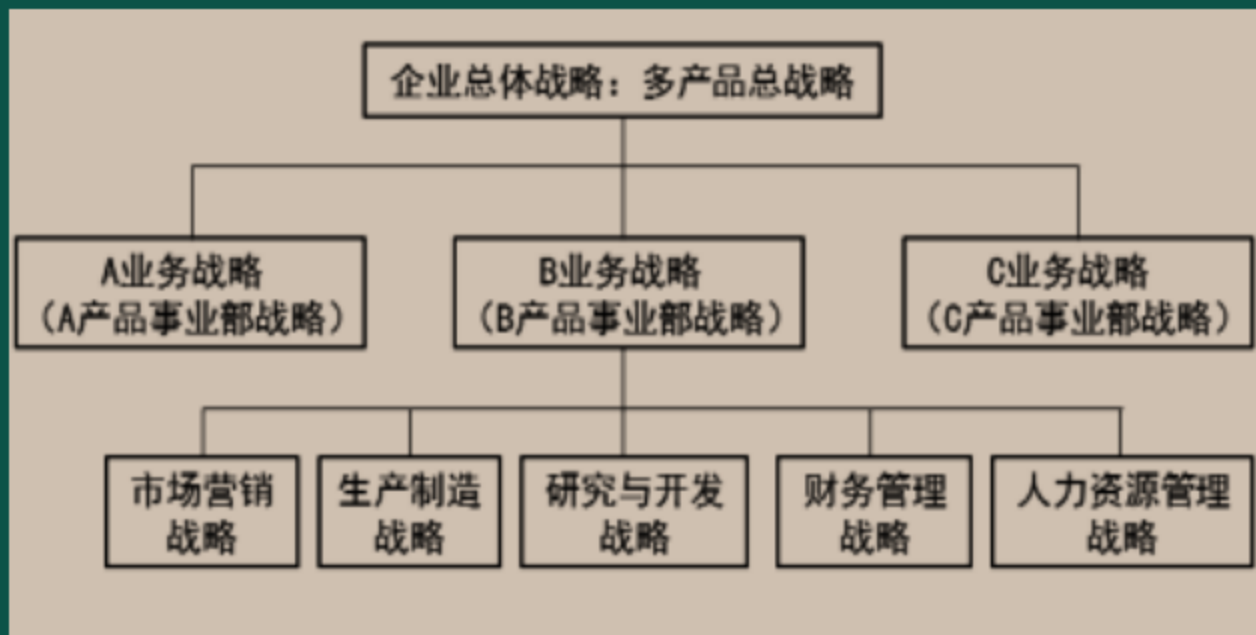 企业总体战略：多产品总战略
A业务战略
（A产品事业部战略）
B业务战略
（B产品事业部战略）
C业务战略
（C产品事业部战略）
市场营销
战略
生产制造
战略
研究与开发
战略
财务管理
战略
人力资源管理
战略